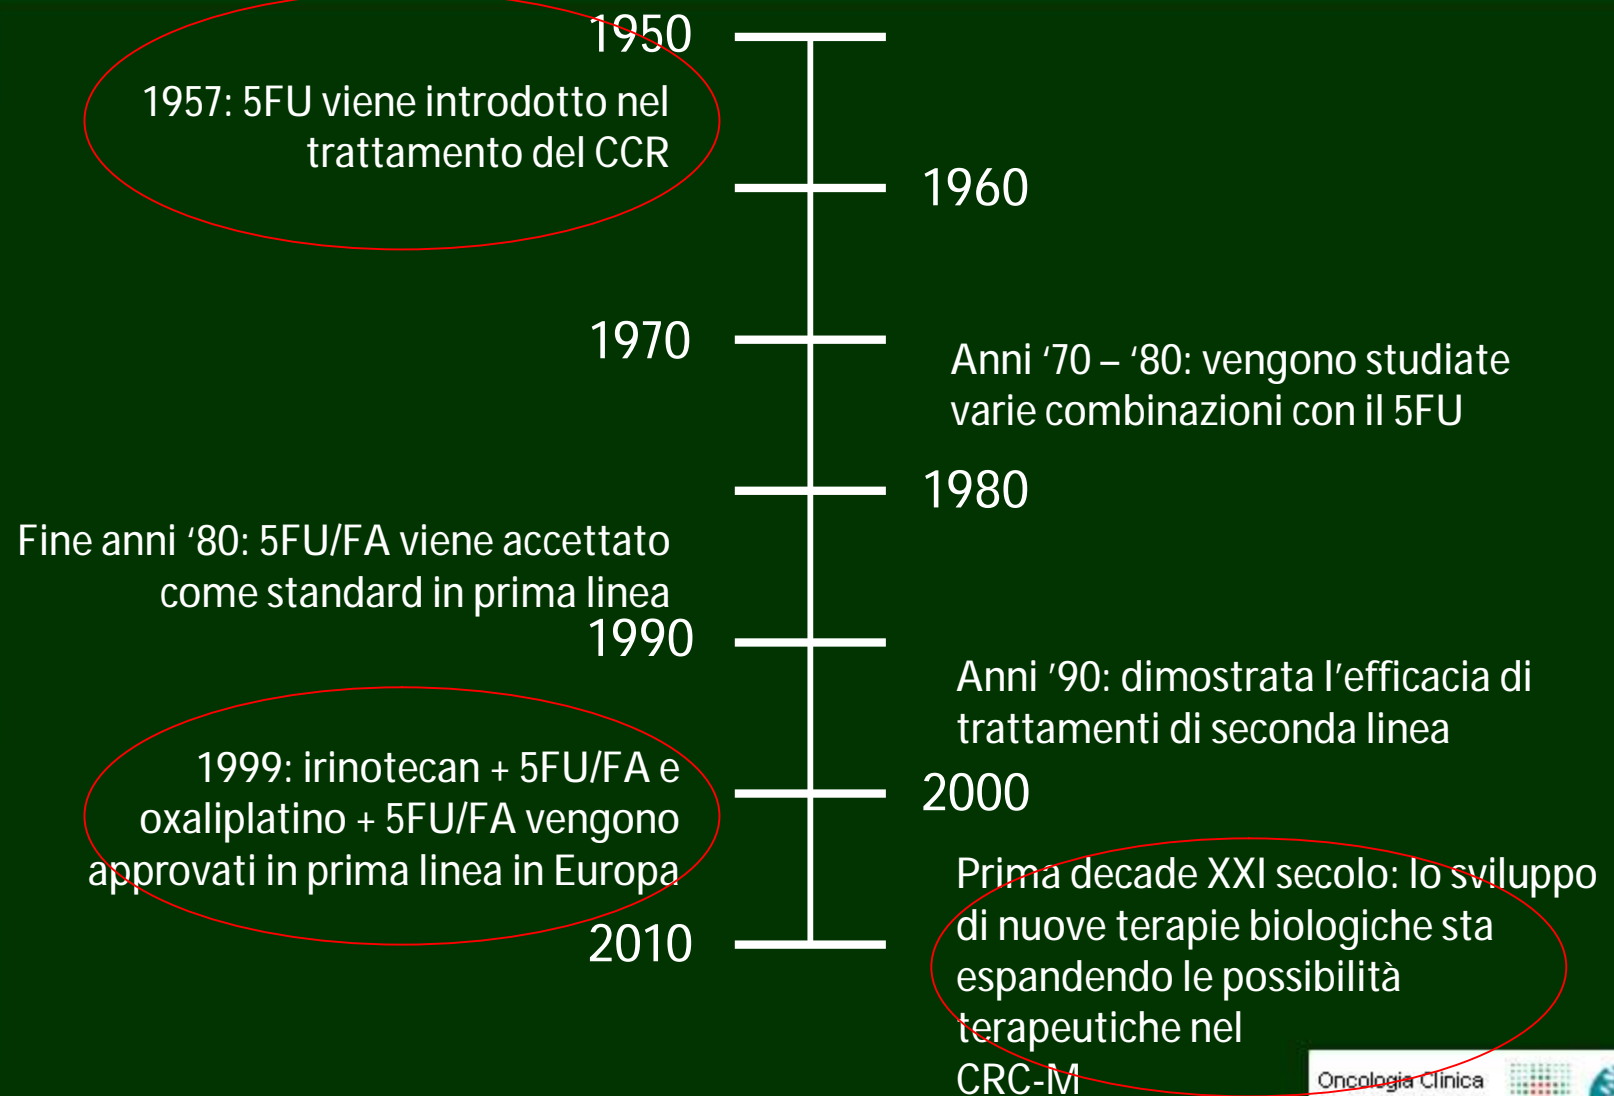 1950
1957: 5FU viene introdotto nel
trattamento del CCR
1960
1970
Anni ‘70 – ‘80: vengono studiate
varie combinazioni con il 5FU
1980
Fine anni ‘80: 5FU/FA viene accettato
come standard in prima linea
1990
Anni ’90: dimostrata l’efficacia di
trattamenti di seconda linea
1999: irinotecan + 5FU/FA e
oxaliplatino + 5FU/FA vengono
approvati in prima linea in Europa
2000
Prima decade XXI secolo: lo sviluppo
di nuove terapie biologiche sta
espandendo le possibilità
terapeutiche nel
CRC-M
2010
Oncologia Clinica